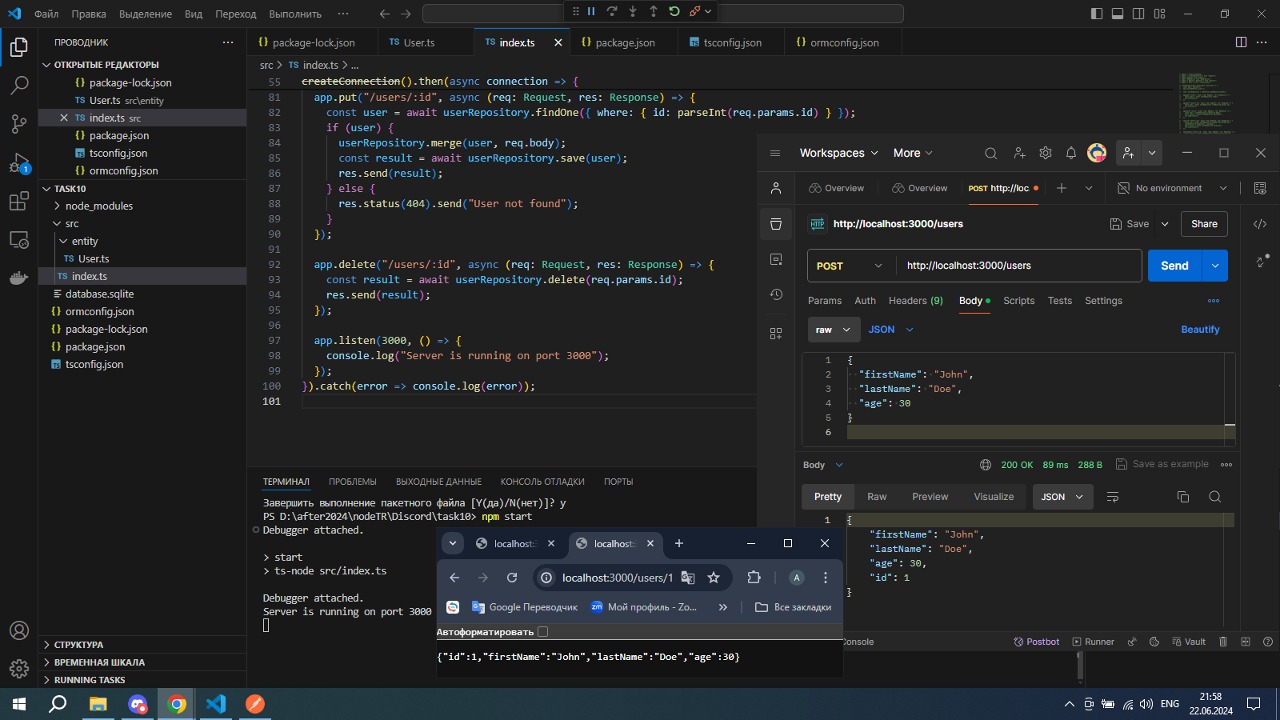 Файл Правка Выделение Вид Переход Выполнить ···
package-lock.json User.ts index.ts package.json tsconfig.json ormconfig.json
src > index.ts > ...
ПРОВОДНИК
ОТКРЫТЫЕ РЕДАКТОРЫ
package-lock.json
User.ts src\entity
index.ts src
package.json
tsconfig.json
ormconfig.json
TASK10
node_modules
src
entity
User.ts
index.ts
database.sqlite
ormconfig.json
package-lock.json
package.json
tsconfig.json
СТРУКТУРА
ВРЕМЕННАЯ ШКАЛА
RUNNING TASKS
1
55 createConnection().then(async connection => {
81 app.put("/users/:id", async (req: Request, res: Response) => {
82 const user = await userRepository.findOne({ where: { id: parseInt(req.params.id) } });
83 if (user) {
84 userRepository.merge(user, req.body);
85 const result = await userRepository.save(user);
86 res.send(result);
87 } else {
88 res.status(404).send("User not found");
89 }
90 });
91
92 app.delete("/users/:id", async (req: Request, res: Response) => {
93 const result = await userRepository.delete(req.params.id);
94 res.send(result);
95 });
96
97 app.listen(3000, () => {
98 console.log("Server is running on port 3000");
99 });
100 }).catch(error => console.log(error));
101
ТЕРМИНАЛ ПРОБЛЕМЫ ВЫХОДНЫЕ ДАННЫЕ КОНСОЛЬ ОТЛАДКИ ПОРТЫ
Завершить выполнение пакетного файла [Y(да)/N(нет)]? y
PS D:\after2024\nodeTR\Discord\task10> npm start
Debugger attached.
> start
> ts-node src/index.ts
Debugger attached.
Server is running on port 3000
Workspaces More
Overview Overview POST http://loc No environment
HTTP http://localhost:3000/users Save Share
POST http://localhost:3000/users Send
Params Auth Headers (9) Body Scripts Tests Settings
raw JSON Beautify
1 {
2 "firstName": "John",
3 "lastName": "Doe",
4 "age": 30
5 }
6
Body 200 OK 89 ms 288 B Save as example
Pretty Raw Preview Visualize JSON
1 {
"firstName": "John",
"lastName": "Doe",
"age": 30,
"id": 1
}
Console Postbot Runner Vault
localhost: localhost:
localhost:3000/users/1 A
Google Переводчик zm Мой профиль - Zo... » Все закладки
Автоформатировать
{"id":1,"firstName":"John","lastName":"Doe","age":30}
ENG 21:58
22.06.2024